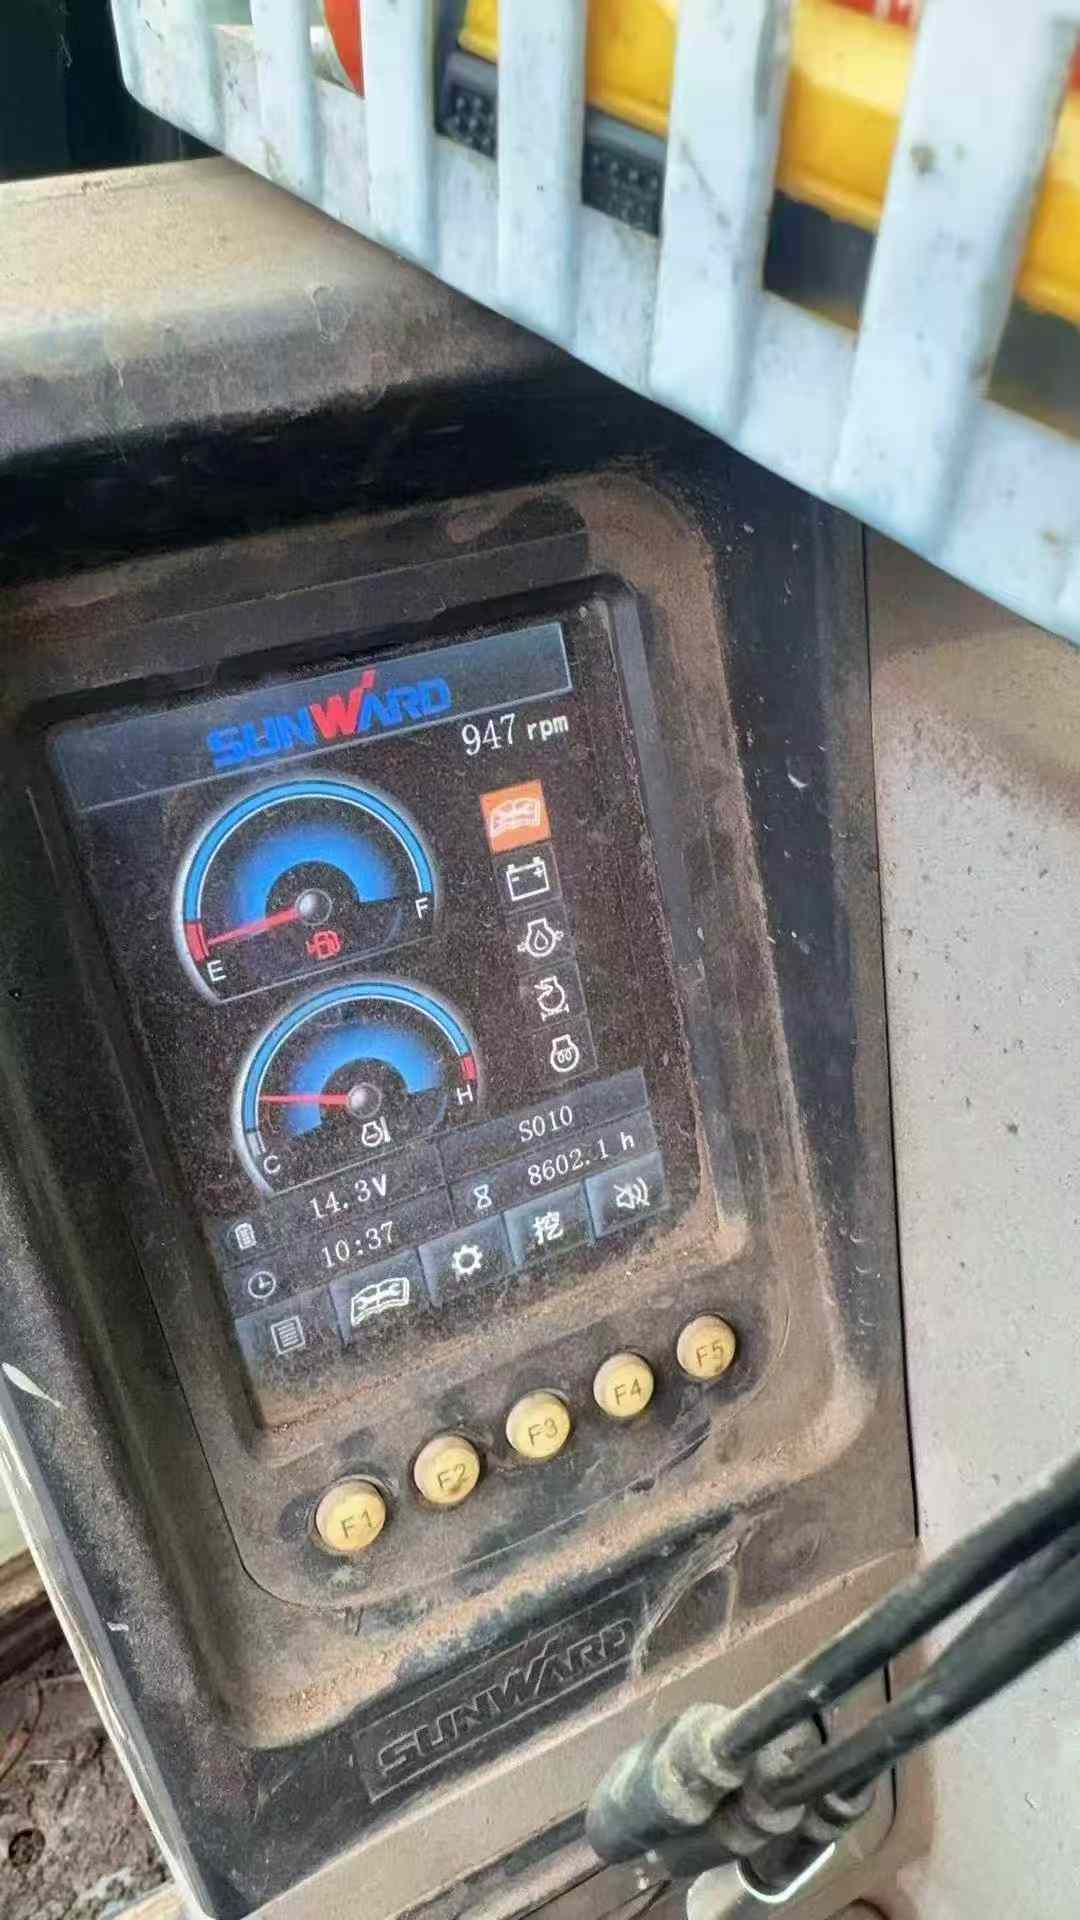 SUNWARD
947 rpm
F
E
H
C
S010
14.3V
8602.1 h
10:37
挖
F1
F2
F3
F4
F5
SUNWARD